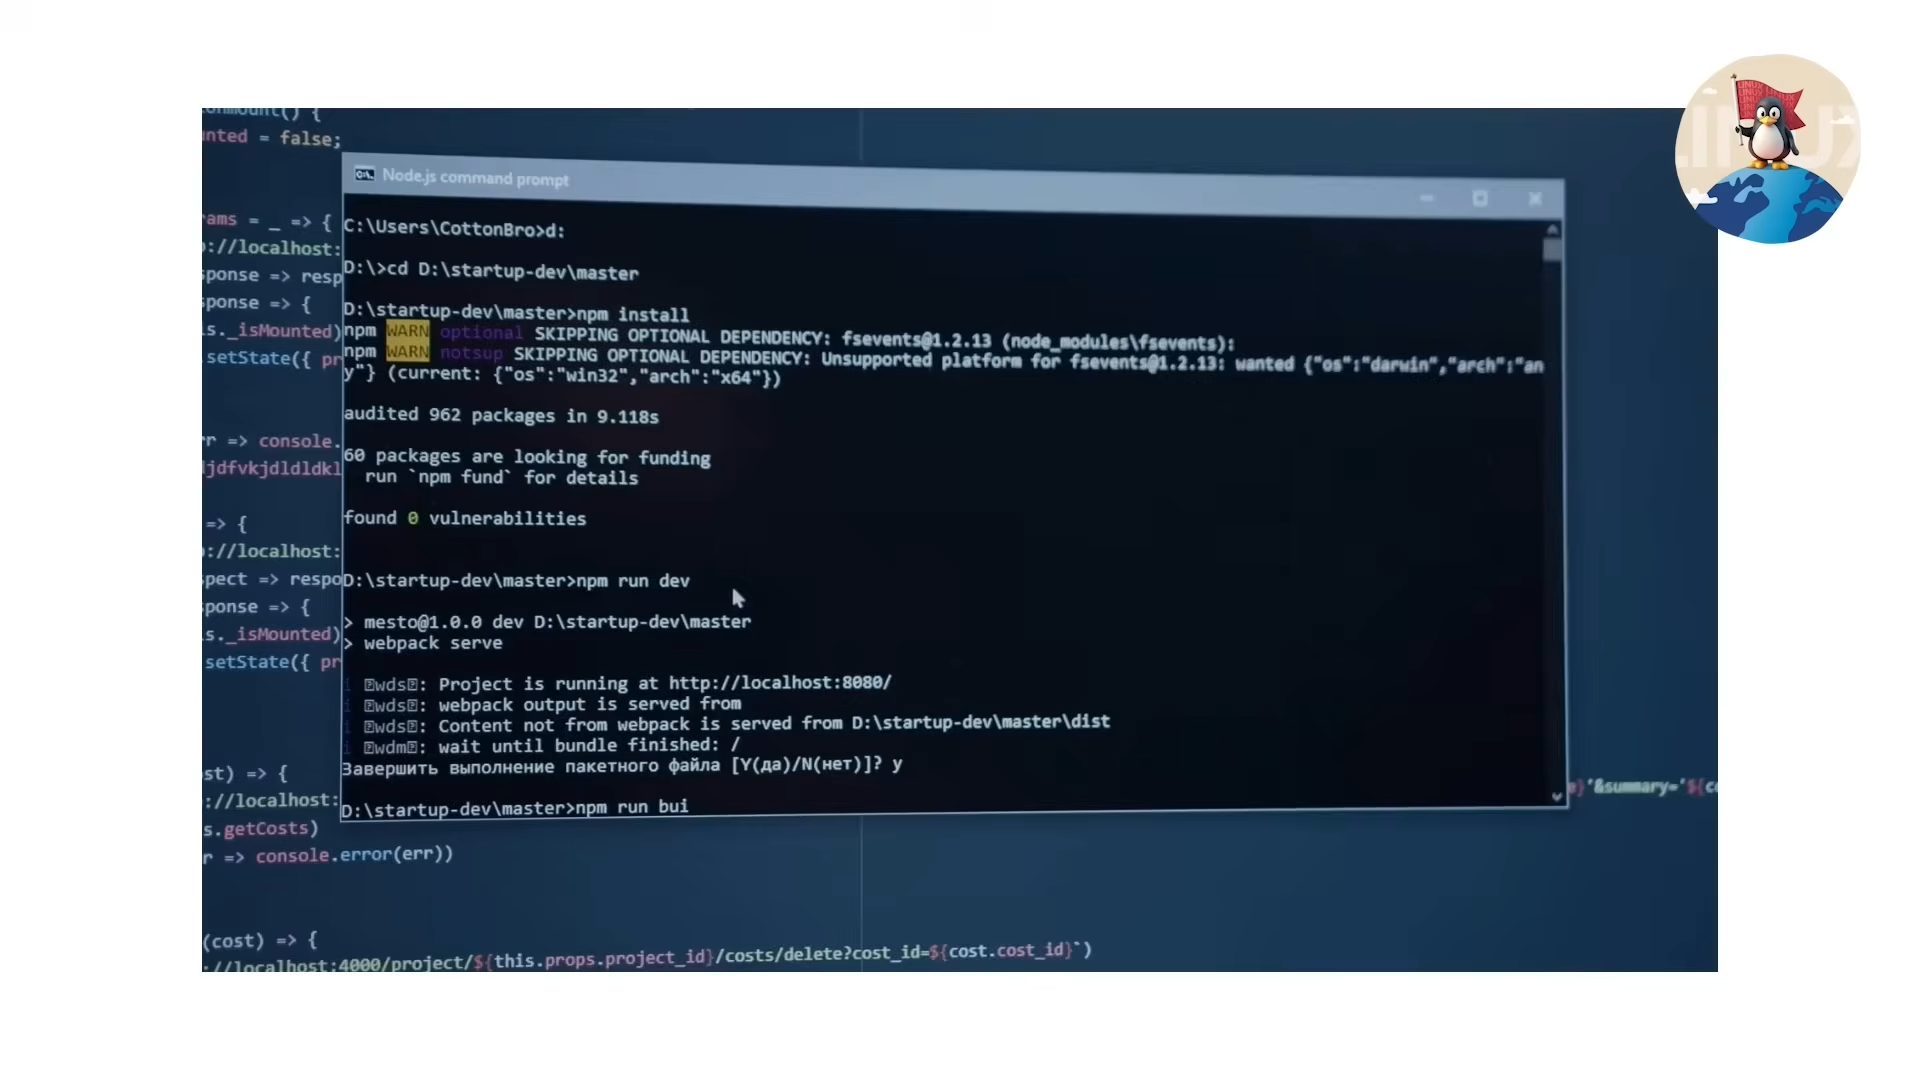 onmount() {
nted = false;
Node.js command prompt
C:\Users\CottonBro>d:
rams = _ => {
://localhost:
D:\>cd D:\startup-dev\master
sponse => resp
sponse => {
D:\startup-dev\master>npm install
s._isMounted)
npm WARN optional SKIPPING OPTIONAL DEPENDENCY: fsevents@1.2.13 (node_modules\fsevents):
setState({ pr
npm WARN notsup SKIPPING OPTIONAL DEPENDENCY: Unsupported platform for fsevents@1.2.13: wanted {"os":"darwin","arch":"an
y"} (current: {"os":"win32","arch":"x64"})
audited 962 packages in 9.118s
r => console.
60 packages are looking for funding
jdfvkjdldldkl
run `npm fund` for details
found 0 vulnerabilities
=> {
://localhost:
spect => respo
D:\startup-dev\master>npm run dev
sponse => {
> mesto@1.0.0 dev D:\startup-dev\master
s._isMounted)
> webpack serve
setState({ pr
i wds: Project is running at http://localhost:8080/
i wds: webpack output is served from
i wds: Content not from webpack is served from D:\startup-dev\master\dist
i wdm: wait until bundle finished: /
Завершить выполнение пакетного файла [Y(да)/N(нет)]? y
st) => {
}'&summary='${co
://localhost:
D:\startup-dev\master>npm run bui
s.getCosts)
r => console.error(err))
(cost) => {
://localhost:4000/project/${this.props.project_id}/costs/delete?cost_id=${cost.cost_id}`)
LINUX